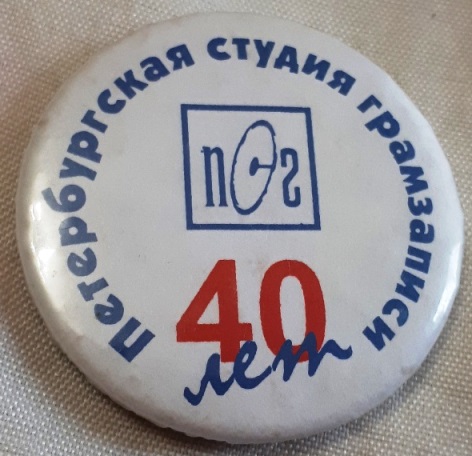 Петербургская студия грамзаписи
псг
40
лет